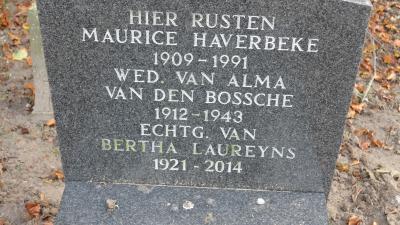 HIER RUSTEN
MAURICE HAVERBEKE
1909 - 1991
WED. VAN ALMA
VAN DEN BOSSCHE
1912 - 1943
ECHTG. VAN
BERTHA LAUREYNS
1921 - 2014